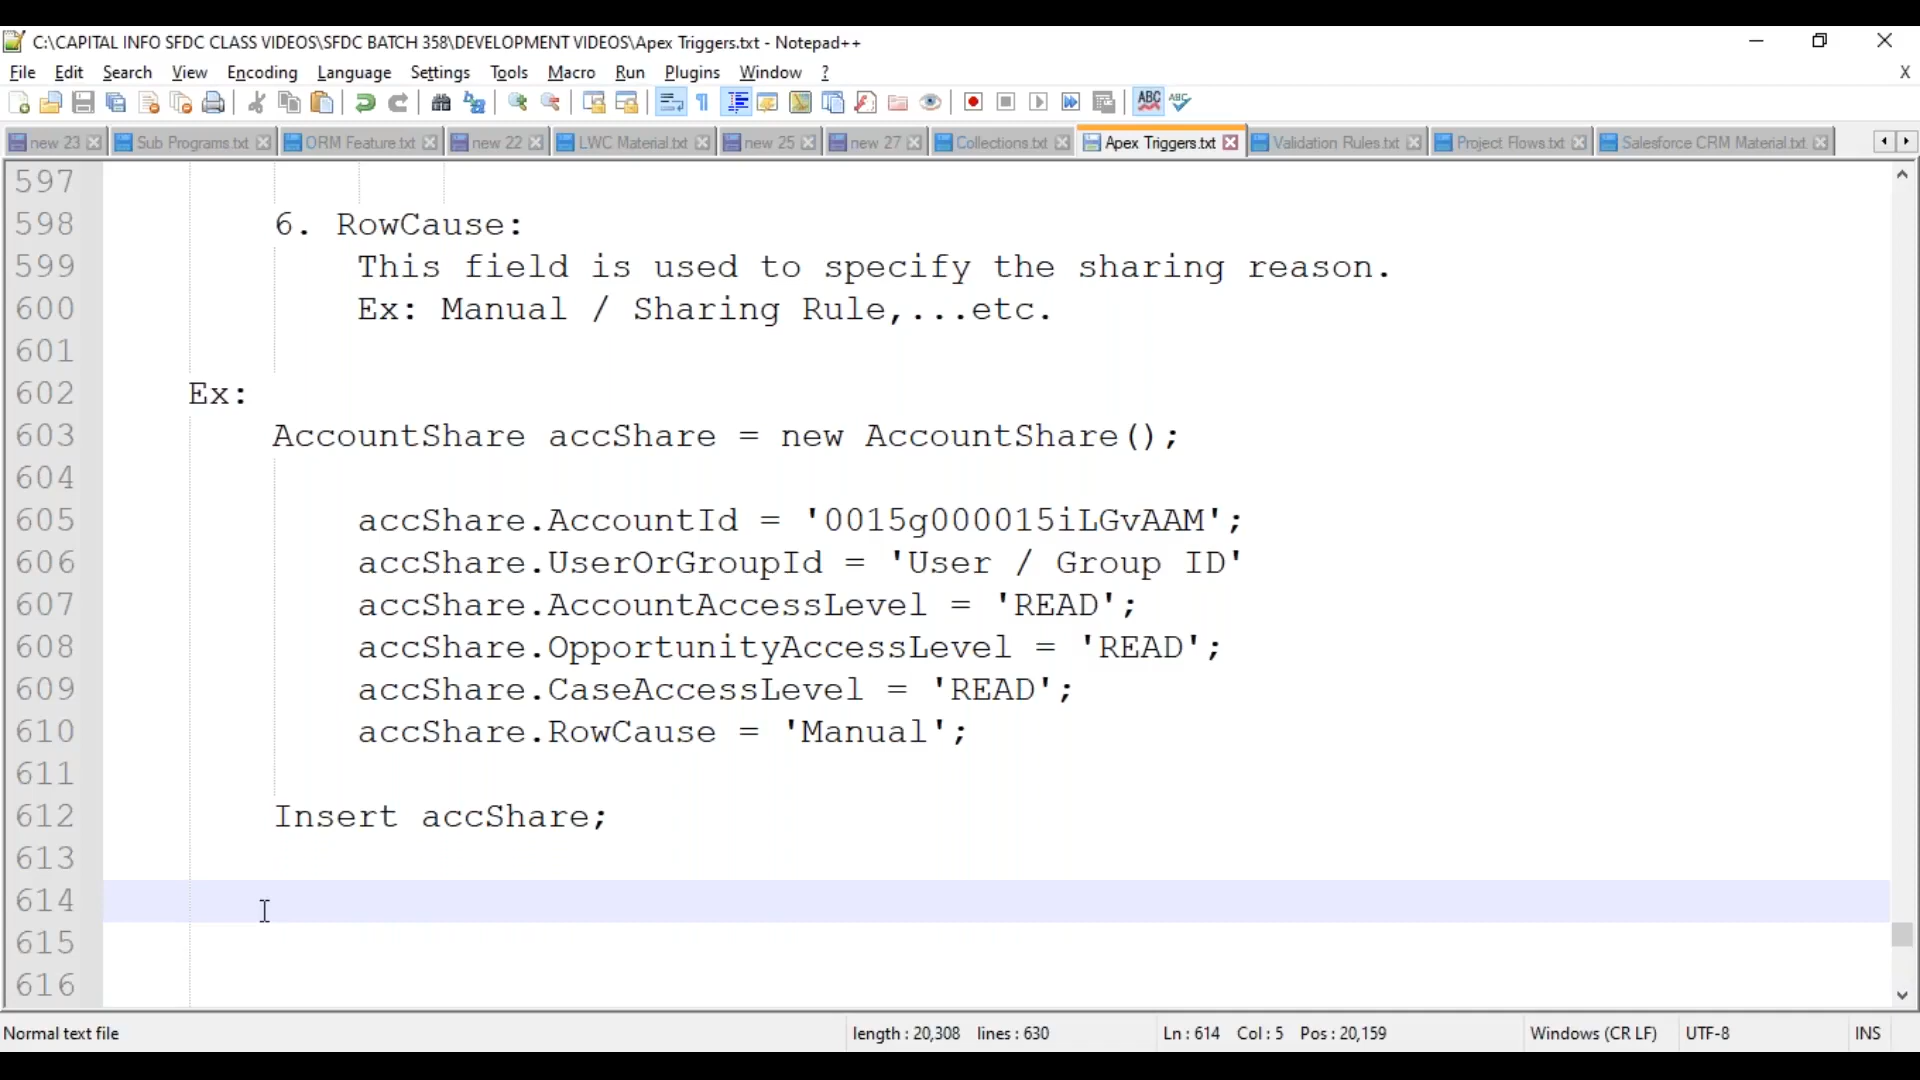 C:\CAPITAL INFO SFDC CLASS VIDEOS\SFDC BATCH 358\DEVELOPMENT VIDEOS\Apex Triggers.txt - Notepad++
File Edit Search View Encoding Language Settings Tools Macro Run Plugins Window ? X
new 23 Sub Programs.txt ORM Feature.txt new 22 LWC Material.txt new 25 new 27 Collections.txt Apex Triggers.txt Validation Rules.txt Project Flows.txt Salesforce CRM Material.txt
597
598 6. RowCause:
599 This field is used to specify the sharing reason.
600 Ex: Manual / Sharing Rule,...etc.
601
602 Ex:
603 AccountShare accShare = new AccountShare();
604
605 accShare.AccountId = '0015g000015iLGvAAM';
606 accShare.UserOrGroupId = 'User / Group ID'
607 accShare.AccountAccessLevel = 'READ';
608 accShare.OpportunityAccessLevel = 'READ';
609 accShare.CaseAccessLevel = 'READ';
610 accShare.RowCause = 'Manual';
611
612 Insert accShare;
613
614
615
616
Normal text file length : 20,308 lines : 630 Ln : 614 Col : 5 Pos : 20,159 Windows (CR LF) UTF-8 INS